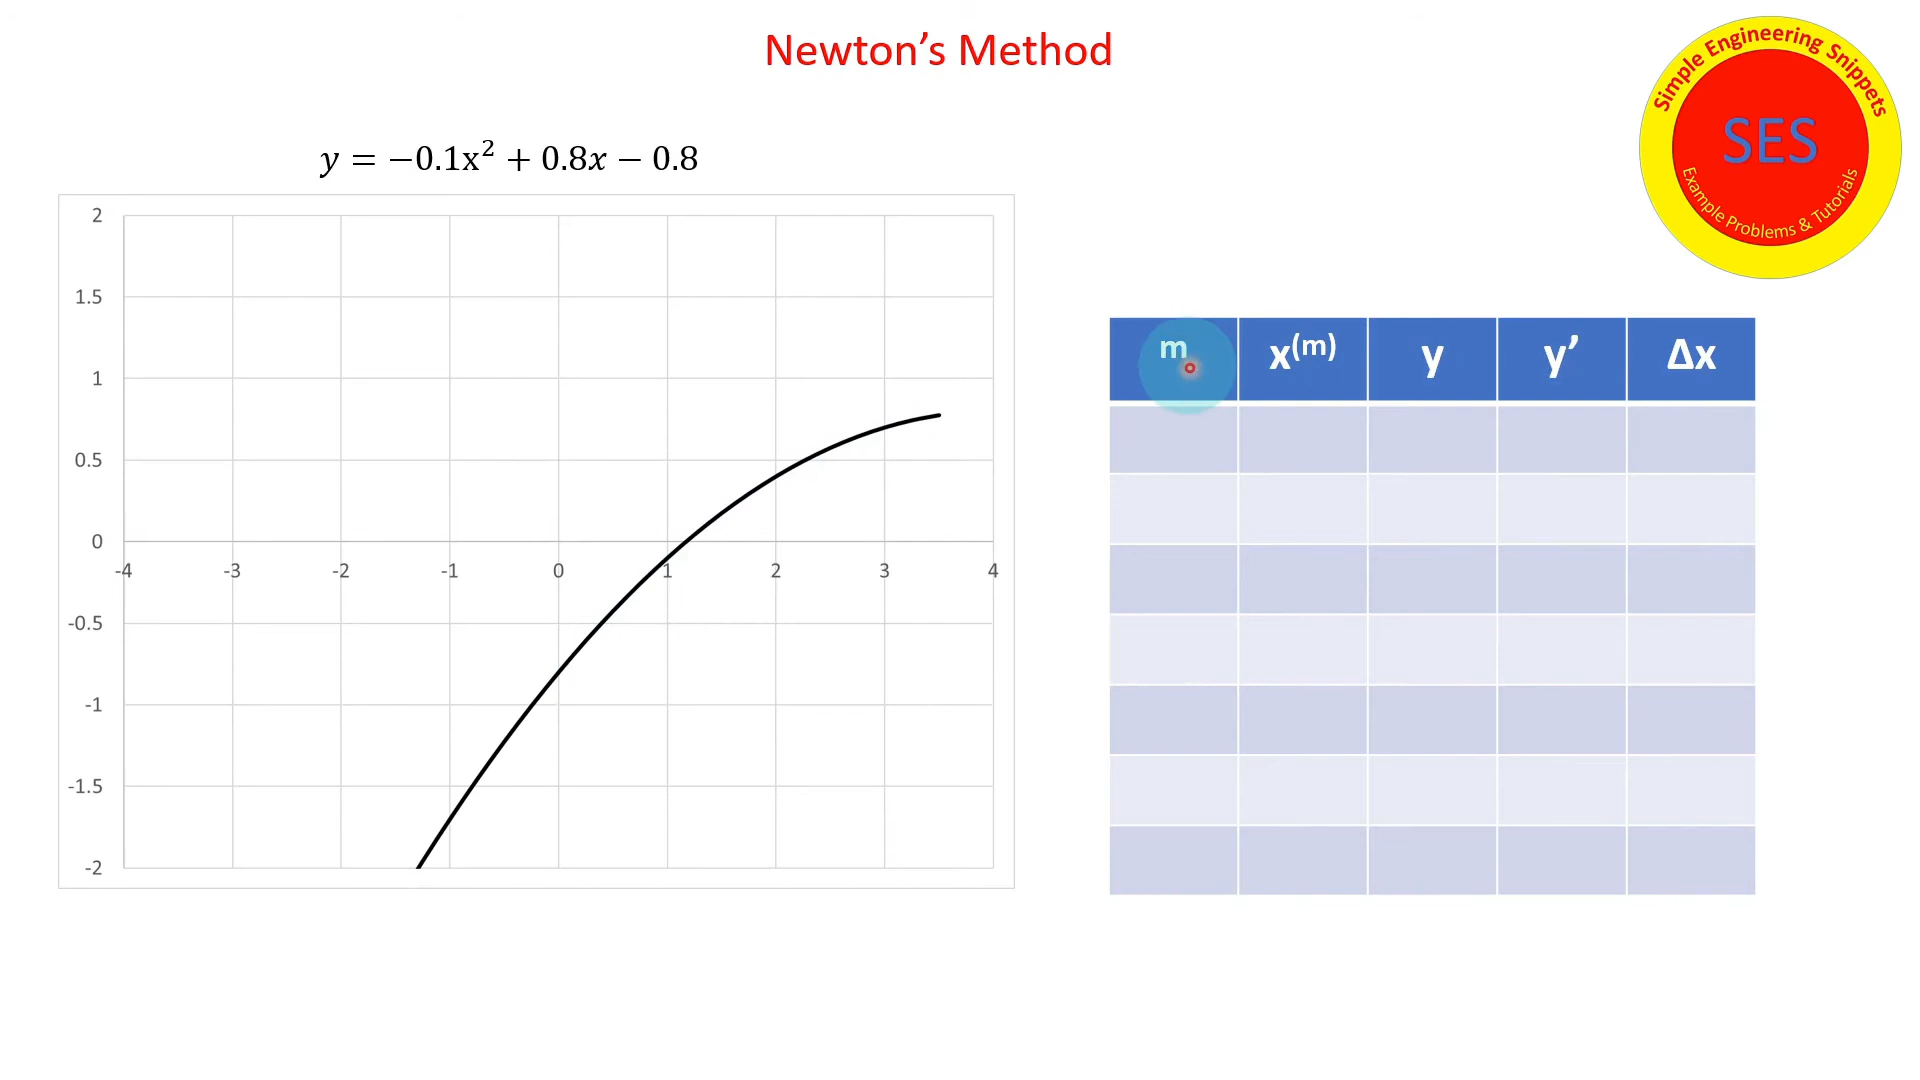 Newton’s Method
Simple Engineering Snippets
SES
Example Problems & Tutorials
y = −0.1x² + 0.8x − 0.8
2
1.5
1
0.5
0
-4 -3 -2 -1 0 1 2 3 4
-0.5
-1
-1.5
-2
m x⁽ᵐ⁾ y y’ Δx